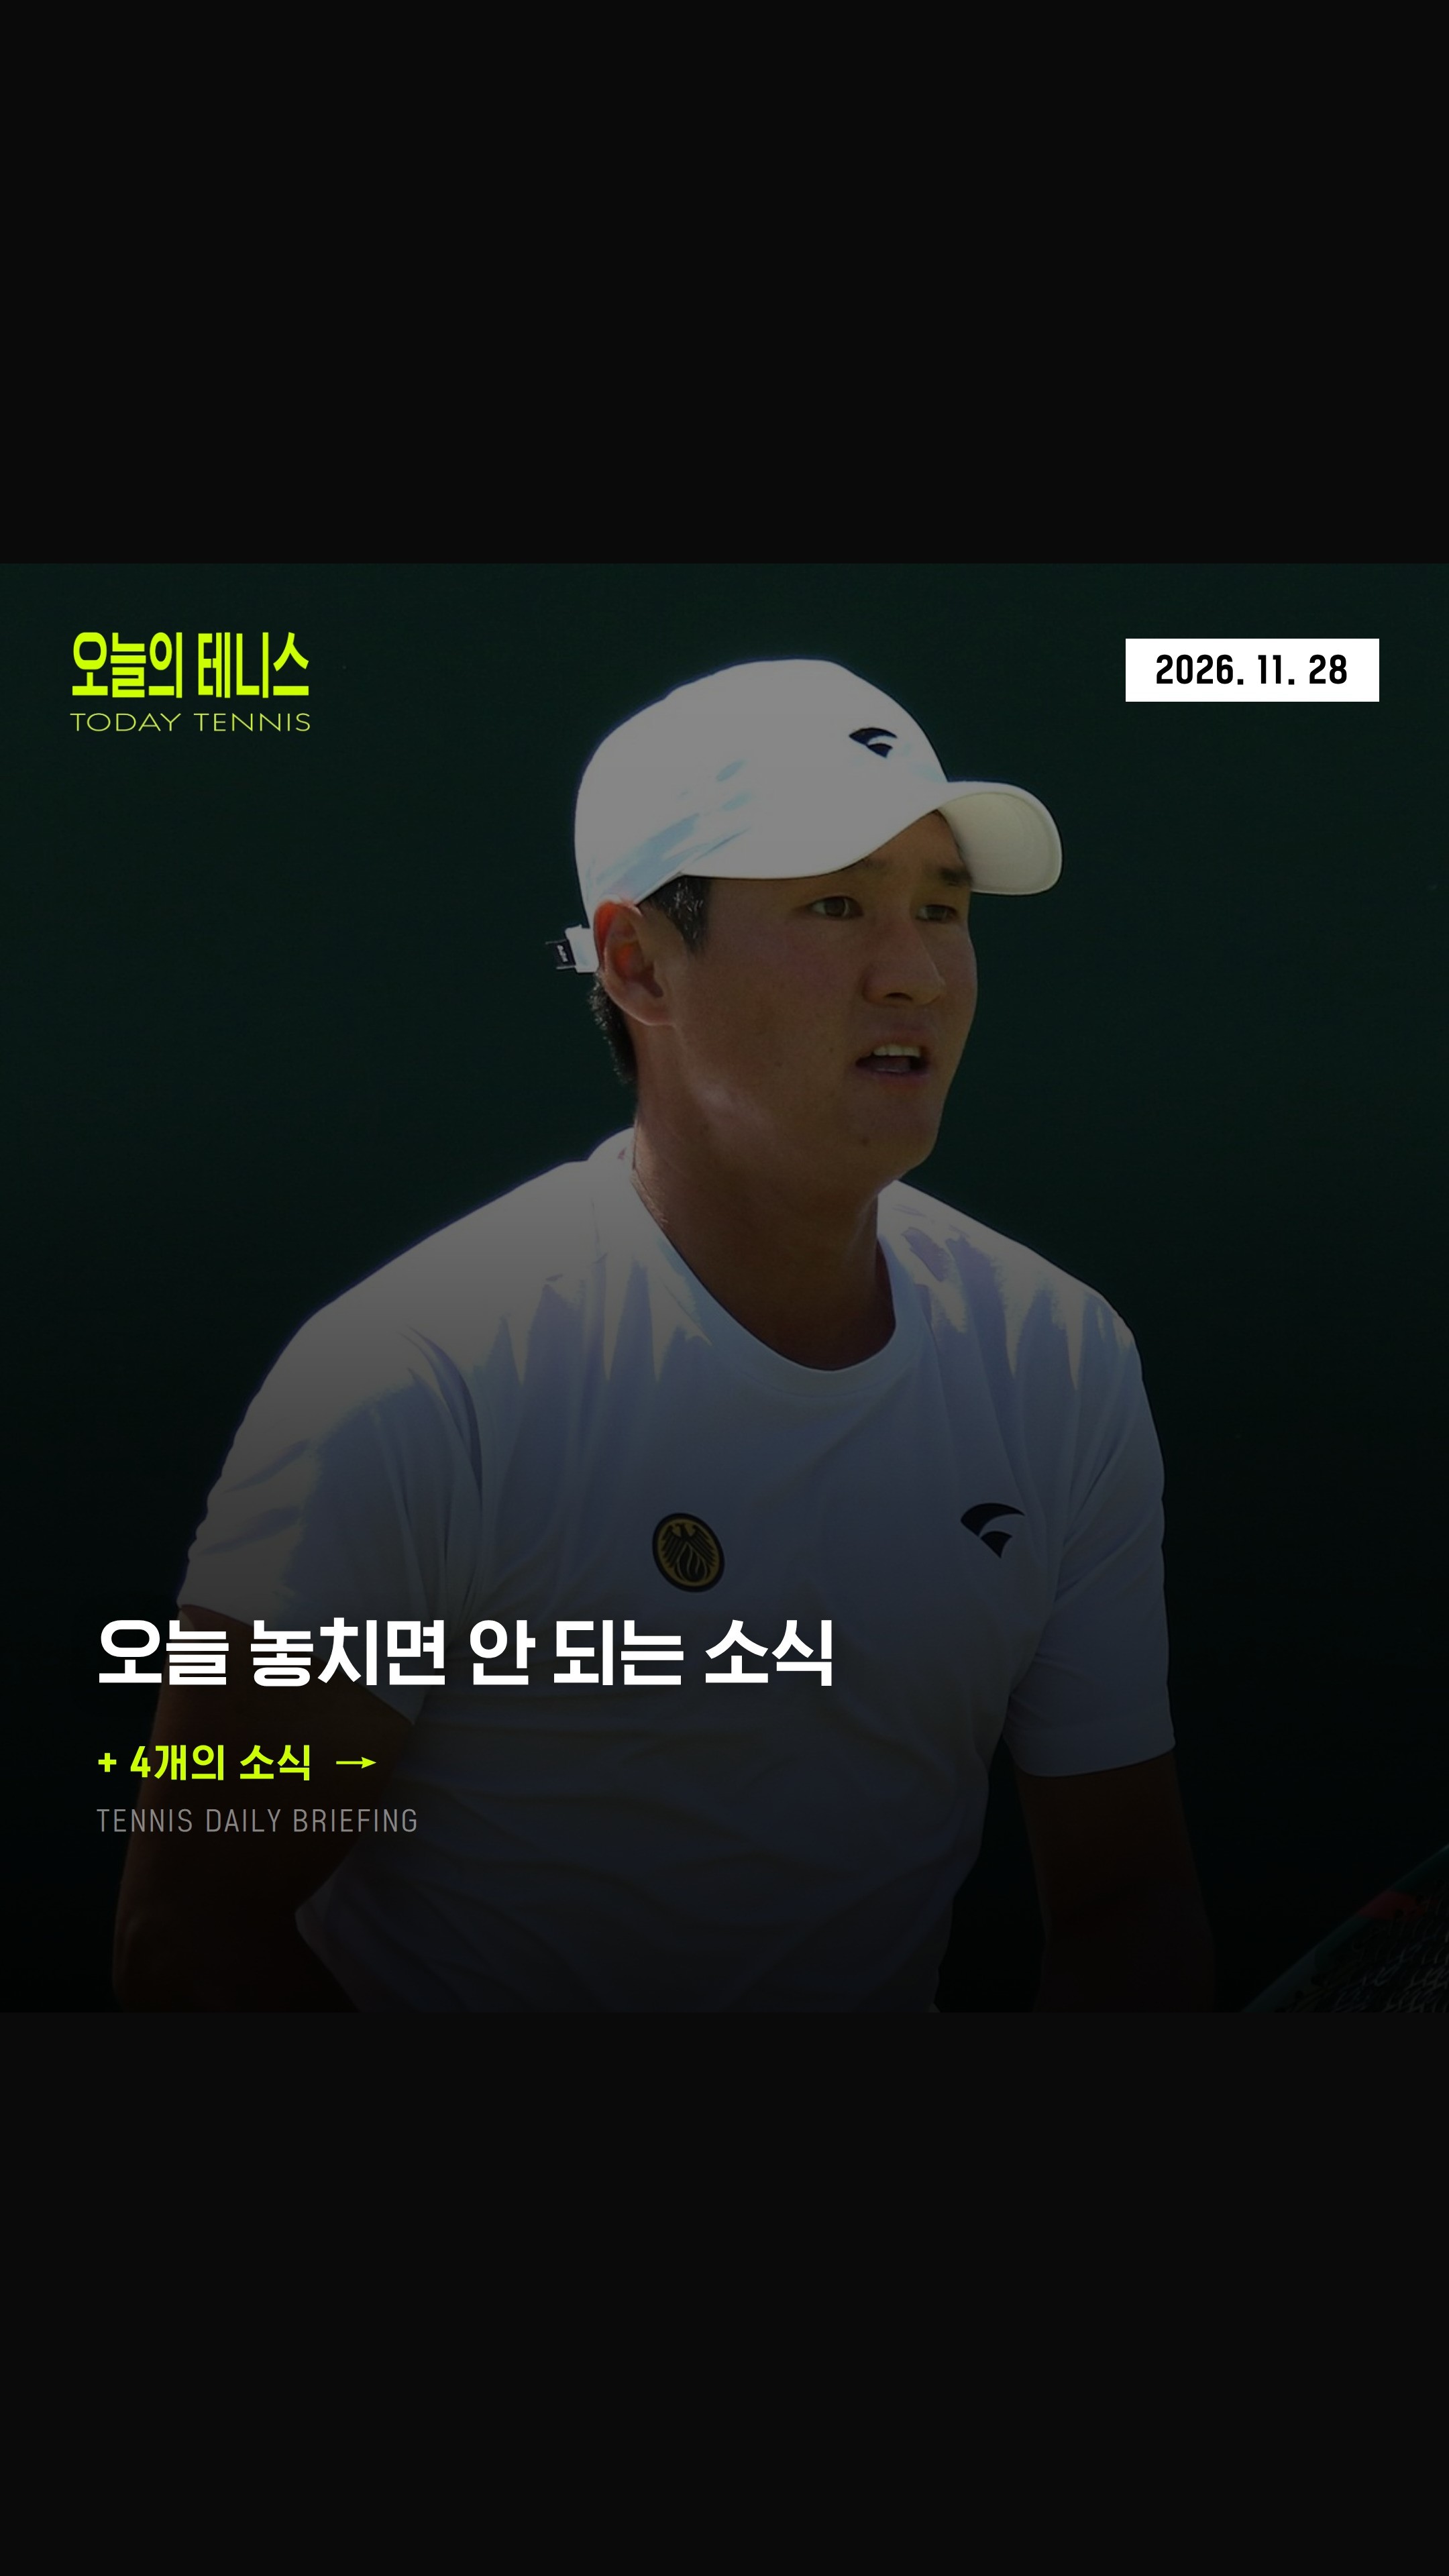 오늘의 테니스
TODAY TENNIS
2026. 11. 28
오늘 놓치면 안 되는 소식
+ 4개의 소식 →
TENNIS DAILY BRIEFING